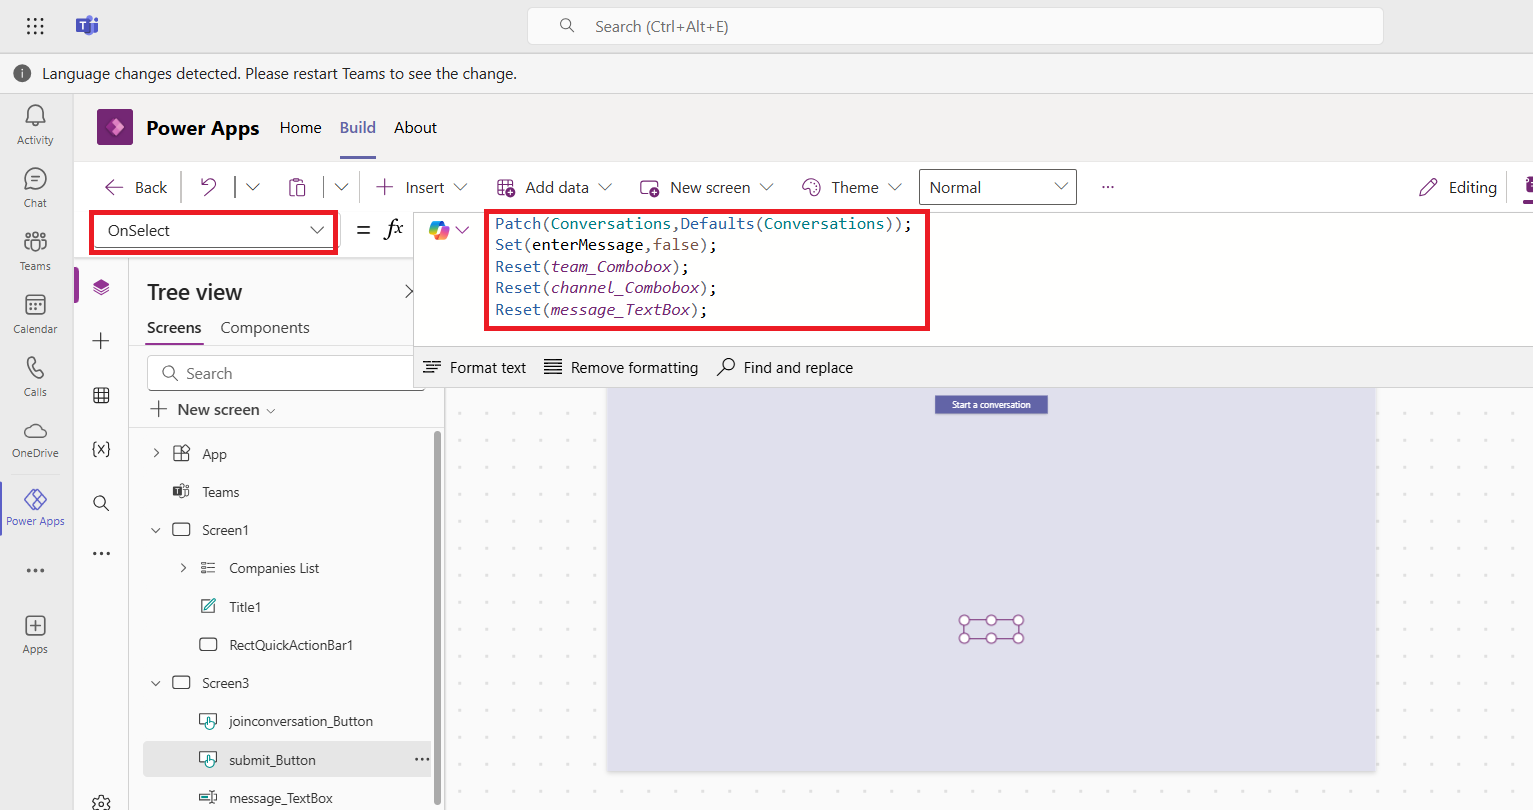 Search (Ctrl+Alt+E)
Language changes detected. Please restart Teams to see the change.
Activity
Chat
Teams
Calendar
Calls
OneDrive
Power Apps
Apps
Power Apps Home Build About
Back Insert Add data New screen Theme Normal Editing
OnSelect = fx
Patch(Conversations,Defaults(Conversations));
Set(enterMessage,false);
Reset(team_Combobox);
Reset(channel_Combobox);
Reset(message_TextBox);
Format text Remove formatting Find and replace
Tree view
Screens Components
Search
New screen
App
Teams
Screen1
Companies List
Title1
RectQuickActionBar1
Screen3
joinconversation_Button
submit_Button
message_TextBox
Start a conversation